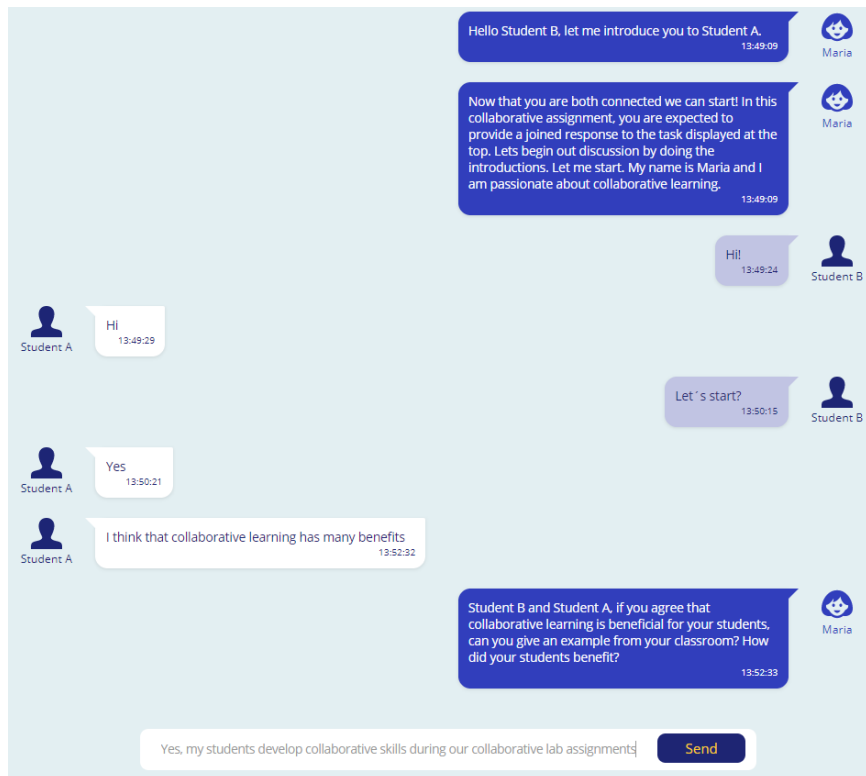 Hello Student B, let me introduce you to Student A.
13:49:09
Maria
Now that you are both connected we can start! In this
collaborative assignment, you are expected to
provide a joined response to the task displayed at the
top. Lets begin out discussion by doing the
introductions. Let me start. My name is Maria and I
am passionate about collaborative learning.
13:49:09
Maria
Hi!
13:49:24
Student B
Hi
13:49:29
Student A
Let´s start?
13:50:15
Student B
Yes
13:50:21
Student A
I think that collaborative learning has many benefits
13:52:32
Student A
Student B and Student A, if you agree that
collaborative learning is beneficial for your students,
can you give an example from your classroom? How
did your students benefit?
13:52:33
Maria
Yes, my students develop collaborative skills during our collaborative lab assignments
Send